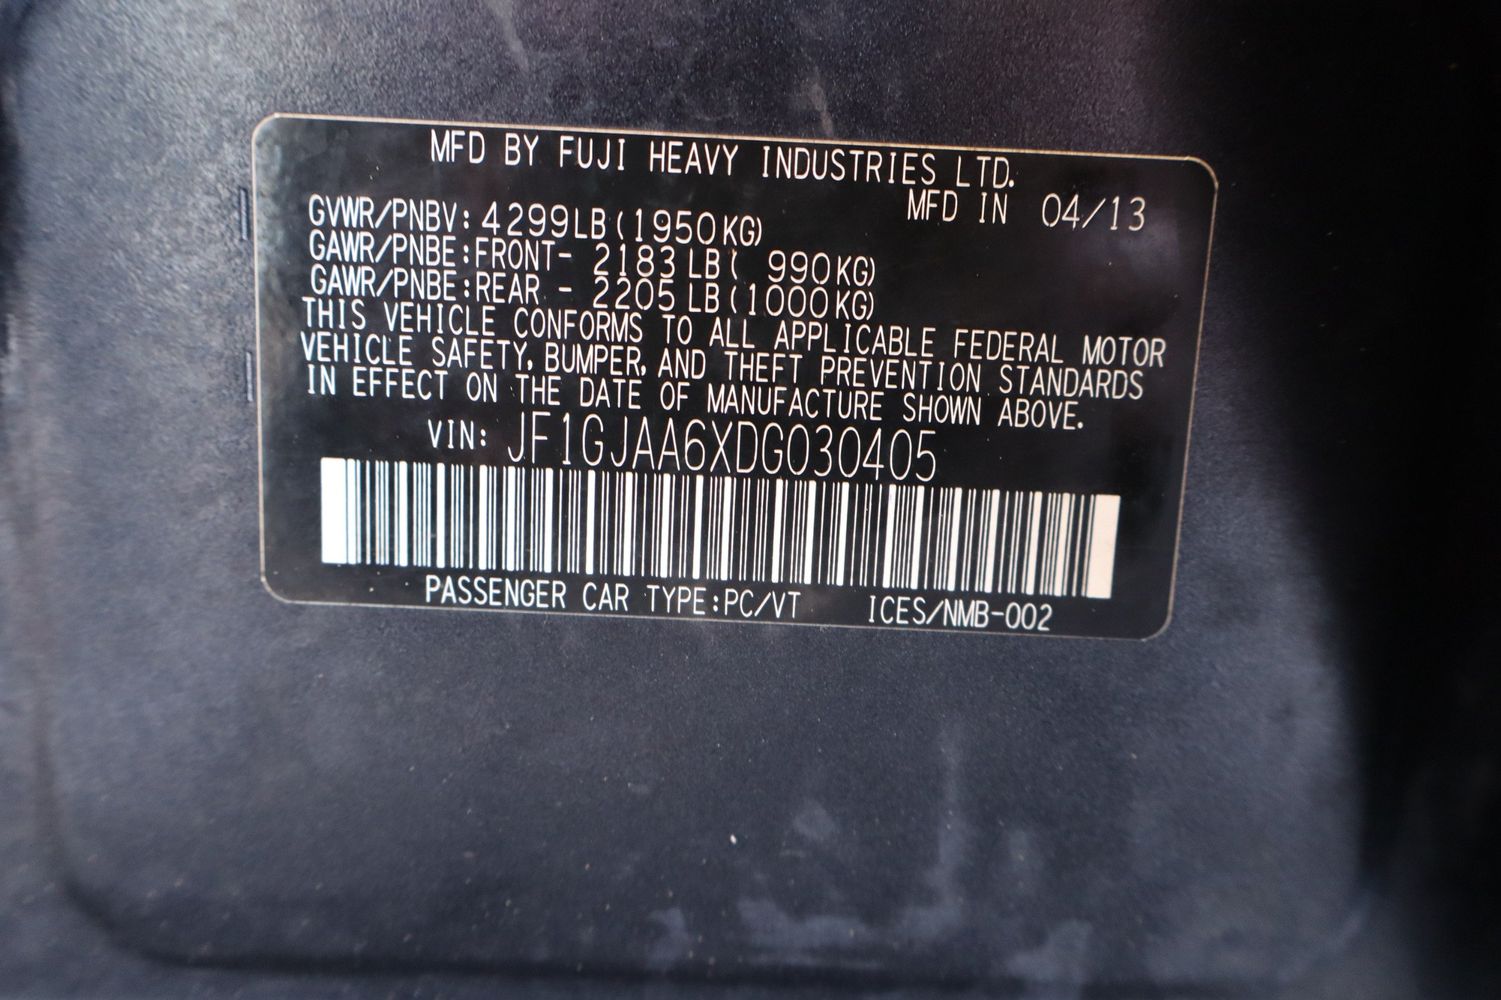 MFD BY FUJI HEAVY INDUSTRIES LTD.
MFD IN 04/13
GVWR/PNBV: 4299LB(1950KG)
GAWR/PNBE:FRONT- 2183LB( 990KG)
GAWR/PNBE:REAR - 2205LB(1000KG)
THIS VEHICLE CONFORMS TO ALL APPLICABLE FEDERAL MOTOR
VEHICLE SAFETY, BUMPER, AND THEFT PREVENTION STANDARDS
IN EFFECT ON THE DATE OF MANUFACTURE SHOWN ABOVE.
VIN: JF1GJAA6XDG030405
PASSENGER CAR TYPE:PC/VT ICES/NMB-002